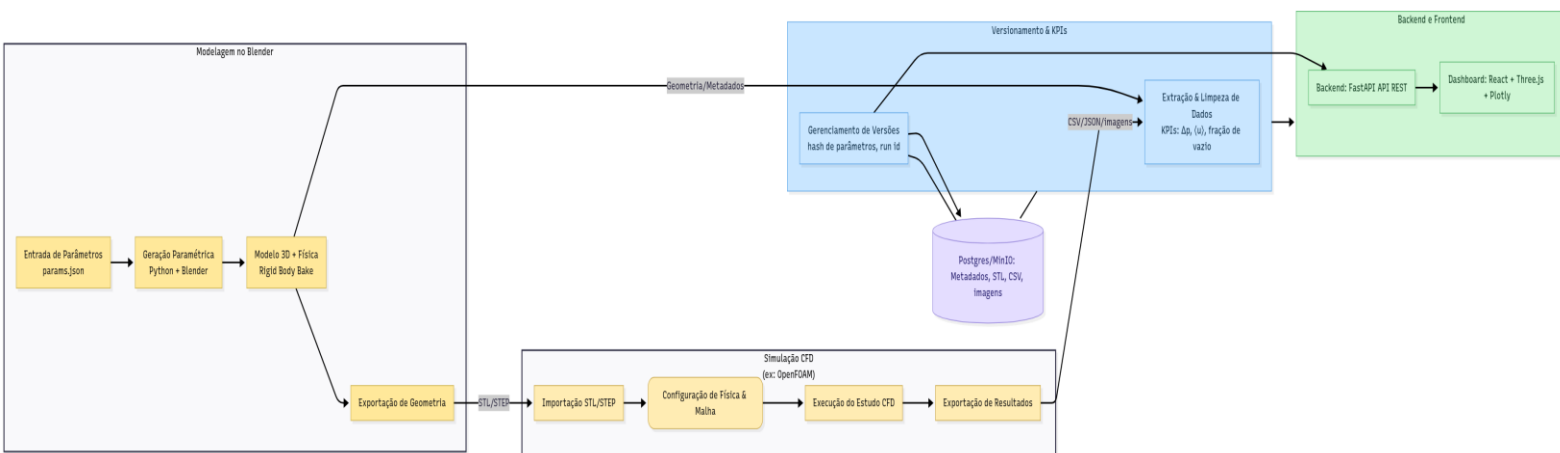 Modelagem no Blender
Entrada de Parâmetros
params.json
Geração Paramétrica
Python + Blender
Modelo 3D + Física
Rigid Body Bake
Exportação de Geometria
Geometria/Metadados
STL/STEP
Simulação CFD
(ex: OpenFOAM)
Importação STL/STEP
Configuração de Física &
Malha
Execução do Estudo CFD
Exportação de Resultados
Versionamento & KPIs
Gerenciamento de Versões
hash de parâmetros, run id
CSV/JSON/imagens
Extração & Limpeza de
Dados
KPIs: Δp, ⟨u⟩, fração de
vazio
Postgres/MinIO:
Metadados, STL, CSV,
imagens
Backend e Frontend
Backend: FastAPI API REST
Dashboard: React + Three.js
+ Plotly